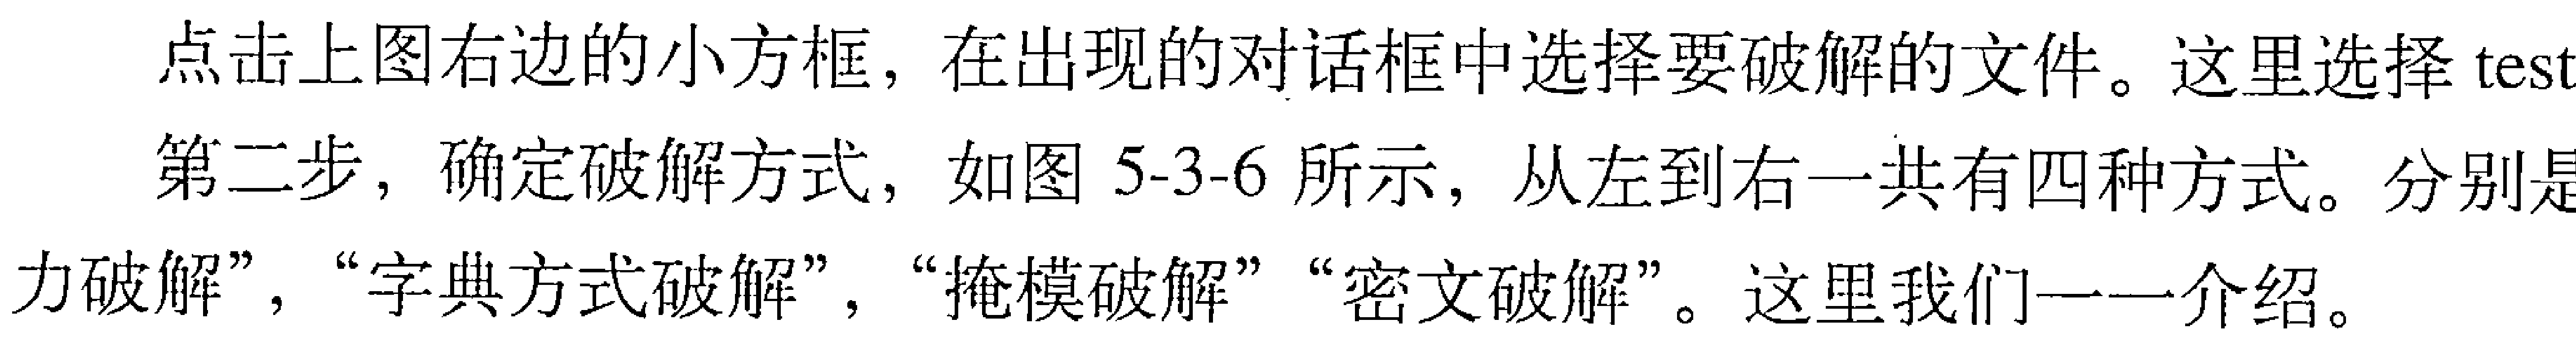 点击上图右边的小方框，在出现的对话框中选择要破解的文件。这里选择 test
第二步，确定破解方式，如图 5-3-6 所示，从左到右一共有四种方式。分别是
力破解”，“字典方式破解”，“掩模破解”“密文破解”。这里我们一一介绍。